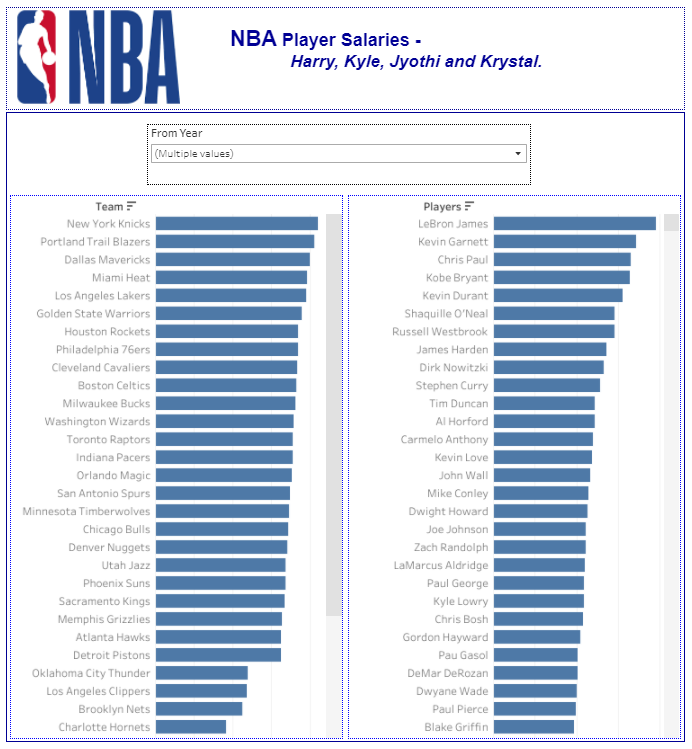 NBA
NBA Player Salaries -
Harry, Kyle, Jyothi and Krystal.
From Year
(Multiple values)
Team
New York Knicks
Portland Trail Blazers
Dallas Mavericks
Miami Heat
Los Angeles Lakers
Golden State Warriors
Houston Rockets
Philadelphia 76ers
Cleveland Cavaliers
Boston Celtics
Milwaukee Bucks
Washington Wizards
Toronto Raptors
Indiana Pacers
Orlando Magic
San Antonio Spurs
Minnesota Timberwolves
Chicago Bulls
Denver Nuggets
Utah Jazz
Phoenix Suns
Sacramento Kings
Memphis Grizzlies
Atlanta Hawks
Detroit Pistons
Oklahoma City Thunder
Los Angeles Clippers
Brooklyn Nets
Charlotte Hornets
Players
LeBron James
Kevin Garnett
Chris Paul
Kobe Bryant
Kevin Durant
Shaquille O'Neal
Russell Westbrook
James Harden
Dirk Nowitzki
Stephen Curry
Tim Duncan
Al Horford
Carmelo Anthony
Kevin Love
John Wall
Mike Conley
Dwight Howard
Joe Johnson
Zach Randolph
LaMarcus Aldridge
Paul George
Kyle Lowry
Chris Bosh
Gordon Hayward
Pau Gasol
DeMar DeRozan
Dwyane Wade
Paul Pierce
Blake Griffin